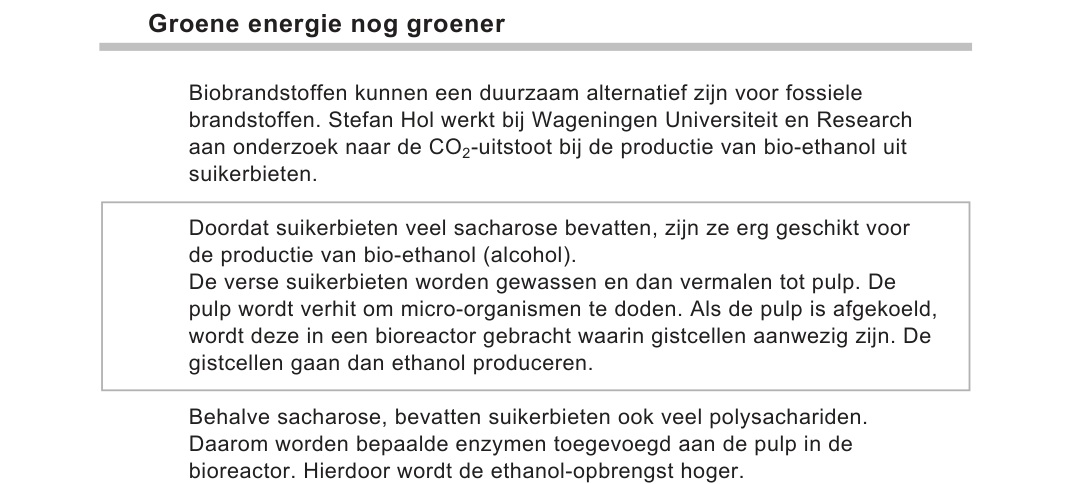 Groene energie nog groener
Biobrandstoffen kunnen een duurzaam alternatief zijn voor fossiele
brandstoffen. Stefan Hol werkt bij Wageningen Universiteit en Research
aan onderzoek naar de CO₂-uitstoot bij de productie van bio-ethanol uit
suikerbieten.
Doordat suikerbieten veel sacharose bevatten, zijn ze erg geschikt voor
de productie van bio-ethanol (alcohol).
De verse suikerbieten worden gewassen en dan vermalen tot pulp. De
pulp wordt verhit om micro-organismen te doden. Als de pulp is afgekoeld,
wordt deze in een bioreactor gebracht waarin gistcellen aanwezig zijn. De
gistcellen gaan dan ethanol produceren.
Behalve sacharose, bevatten suikerbieten ook veel polysachariden.
Daarom worden bepaalde enzymen toegevoegd aan de pulp in de
bioreactor. Hierdoor wordt de ethanol-opbrengst hoger.